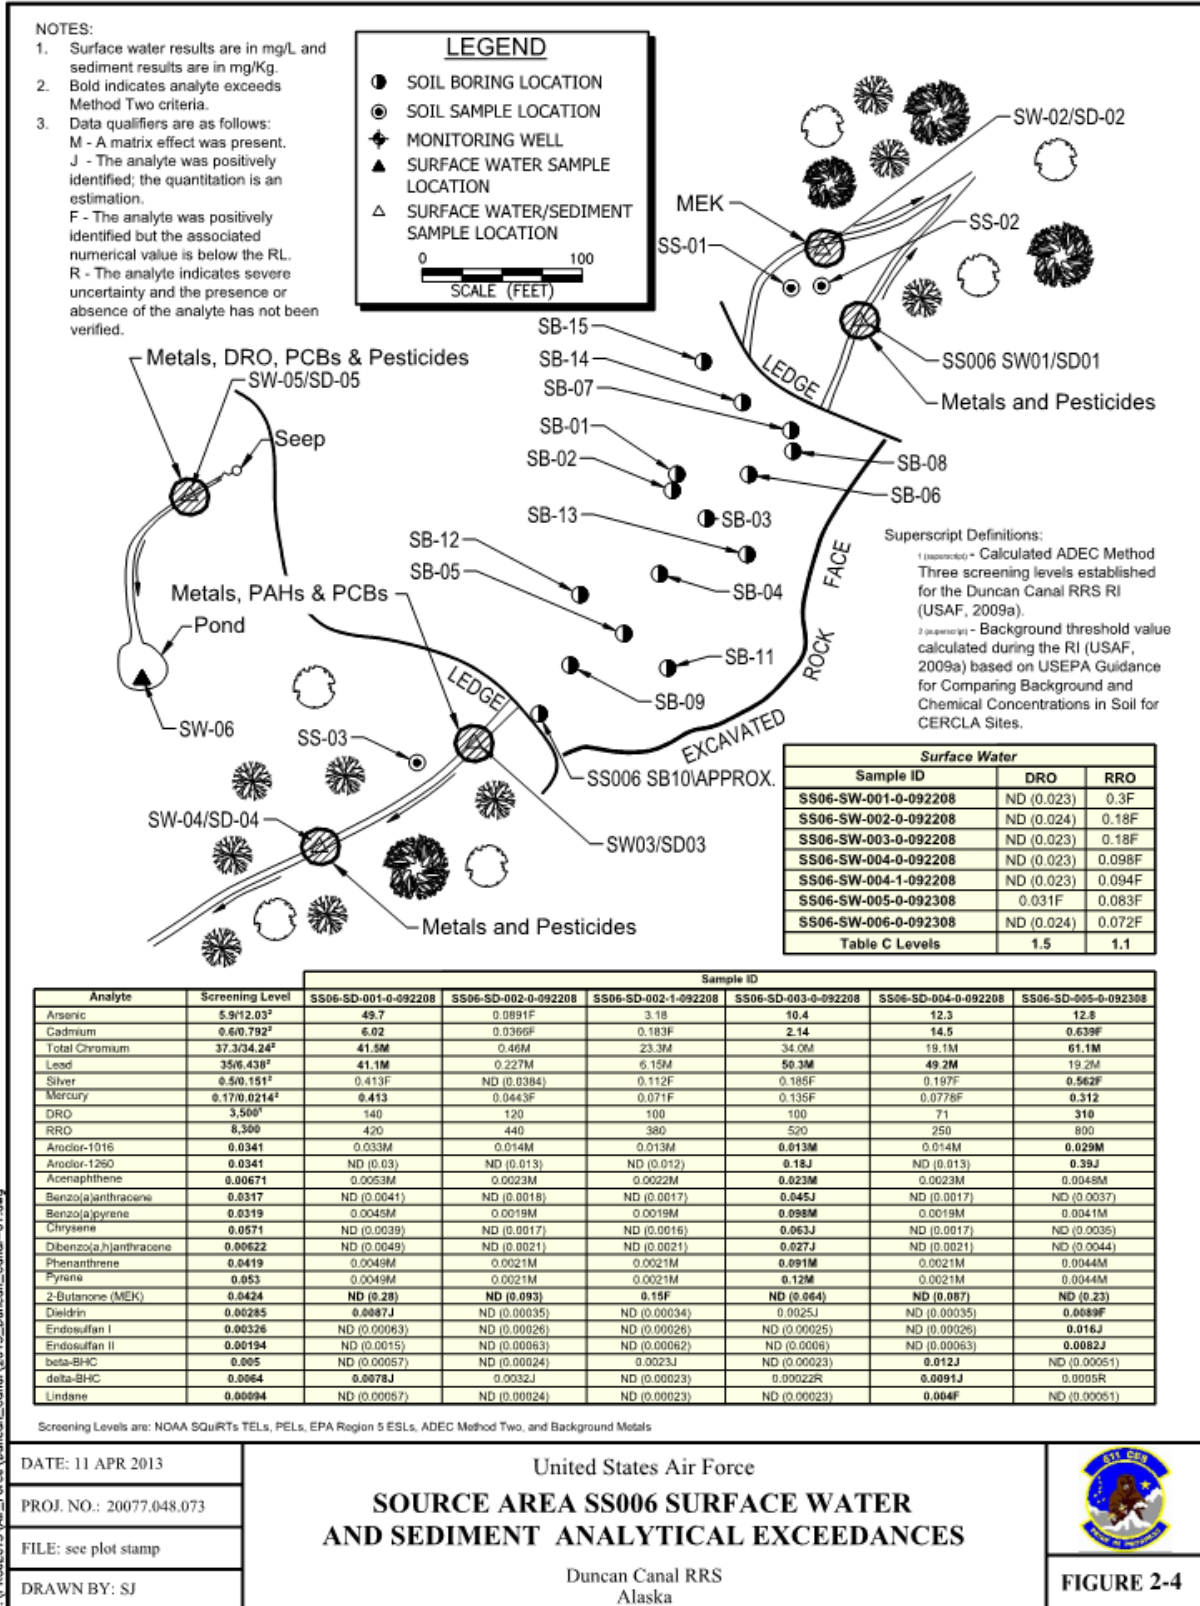 NOTES:
1. Surface water results are in mg/L and
sediment results are in mg/Kg.
2. Bold indicates analyte exceeds
Method Two criteria.
3. Data qualifiers are as follows:
M - A matrix effect was present.
J - The analyte was positively
identified; the quantitation is an
estimation.
F - The analyte was positively
identified but the associated
numerical value is below the RL.
R - The analyte indicates severe
uncertainty and the presence or
absence of the analyte has not been
verified.
LEGEND
SOIL BORING LOCATION
SOIL SAMPLE LOCATION
MONITORING WELL
SURFACE WATER SAMPLE
LOCATION
SURFACE WATER/SEDIMENT
SAMPLE LOCATION
0 100
SCALE (FEET)
SW-02/SD-02
MEK
SS-02
SS-01
SB-15
SB-14
SB-07
LEDGE
SS006 SW01/SD01
Metals and Pesticides
Metals, DRO, PCBs & Pesticides
SW-05/SD-05
Seep
SB-01
SB-02
SB-08
SB-06
SB-13
SB-03
SB-12
SB-05
SB-04
EXCAVATED ROCK FACE
Metals, PAHs & PCBs
Pond
SB-11
SB-09
LEDGE
SW-06
SS-03
SS006 SB10\APPROX.
SW-04/SD-04
SW03/SD03
Metals and Pesticides
Superscript Definitions:
1 (superscript) - Calculated ADEC Method
Three screening levels established
for the Duncan Canal RRS RI
(USAF, 2009a).
2 (superscript) - Background threshold value
calculated during the RI (USAF,
2009a) based on USEPA Guidance
for Comparing Background and
Chemical Concentrations in Soil for
CERCLA Sites.
Surface Water
Sample ID DRO RRO
SS06-SW-001-0-092208 ND (0.023) 0.3F
SS06-SW-002-0-092208 ND (0.024) 0.18F
SS06-SW-003-0-092208 ND (0.023) 0.18F
SS06-SW-004-0-092208 ND (0.023) 0.098F
SS06-SW-004-1-092208 ND (0.023) 0.094F
SS06-SW-005-0-092308 0.031F 0.083F
SS06-SW-006-0-092308 ND (0.024) 0.072F
Table C Levels 1.5 1.1
Sample ID
Analyte Screening Level SS06-SD-001-0-092208 SS06-SD-002-0-092208 SS06-SD-002-1-092208 SS06-SD-003-0-092208 SS06-SD-004-0-092208 SS06-SD-005-0-092308
Arsenic 5.9/12.03² 49.7 0.0891F 3.18 10.4 12.3 12.8
Cadmium 0.6/0.792² 6.02 0.0366F 0.183F 2.14 14.5 0.639F
Total Chromium 37.3/34.24² 41.5M 0.46M 23.3M 34.0M 19.1M 61.1M
Lead 35/6.438² 41.1M 0.227M 6.15M 50.3M 49.2M 19.2M
Silver 0.5/0.151² 0.413F ND (0.0384) 0.112F 0.185F 0.197F 0.562F
Mercury 0.17/0.0214² 0.413 0.0443F 0.071F 0.135F 0.0778F 0.312
DRO 3,500¹ 140 120 100 100 71 310
RRO 8,300 420 440 380 520 250 800
Aroclor-1016 0.0341 0.033M 0.014M 0.013M 0.013M 0.014M 0.029M
Aroclor-1260 0.0341 ND (0.03) ND (0.013) ND (0.012) 0.18J ND (0.013) 0.39J
Acenaphthene 0.00671 0.0053M 0.0023M 0.0022M 0.023M 0.0023M 0.0048M
Benzo(a)anthracene 0.0317 ND (0.0041) ND (0.0018) ND (0.0017) 0.045J ND (0.0017) ND (0.0037)
Benzo(a)pyrene 0.0319 0.0045M 0.0019M 0.0019M 0.098M 0.0019M 0.0041M
Chrysene 0.0571 ND (0.0039) ND (0.0017) ND (0.0016) 0.063J ND (0.0017) ND (0.0035)
Dibenzo(a,h)anthracene 0.00622 ND (0.0049) ND (0.0021) ND (0.0021) 0.027J ND (0.0021) ND (0.0044)
Phenanthrene 0.0419 0.0049M 0.0021M 0.0021M 0.091M 0.0021M 0.0044M
Pyrene 0.053 0.0049M 0.0021M 0.0021M 0.12M 0.0021M 0.0044M
2-Butanone (MEK) 0.0424 ND (0.28) ND (0.093) 0.15F ND (0.064) ND (0.087) ND (0.23)
Dieldrin 0.00285 0.0087J ND (0.00035) ND (0.00034) 0.0025J ND (0.00035) 0.0089F
Endosulfan I 0.00326 ND (0.00063) ND (0.00026) ND (0.00026) ND (0.00025) ND (0.00026) 0.016J
Endosulfan II 0.00194 ND (0.0015) ND (0.00063) ND (0.00062) ND (0.0006) ND (0.00063) 0.0082J
beta-BHC 0.005 ND (0.00057) ND (0.00024) 0.0023J ND (0.00023) 0.012J ND (0.00051)
delta-BHC 0.0064 0.0078J 0.0032J ND (0.00023) 0.00022R 0.0091J 0.0005R
Lindane 0.00094 ND (0.00057) ND (0.00024) ND (0.00023) ND (0.00023) 0.004F ND (0.00051)
Screening Levels are: NOAA SQuiRTs TELs, PELs, EPA Region 5 ESLs, ADEC Method Two, and Background Metals
DATE: 11 APR 2013
PROJ. NO.: 20077.048.073
FILE: see plot stamp
DRAWN BY: SJ
United States Air Force
SOURCE AREA SS006 SURFACE WATER
AND SEDIMENT ANALYTICAL EXCEEDANCES
Duncan Canal RRS
Alaska
611 CES
FIGURE 2-4